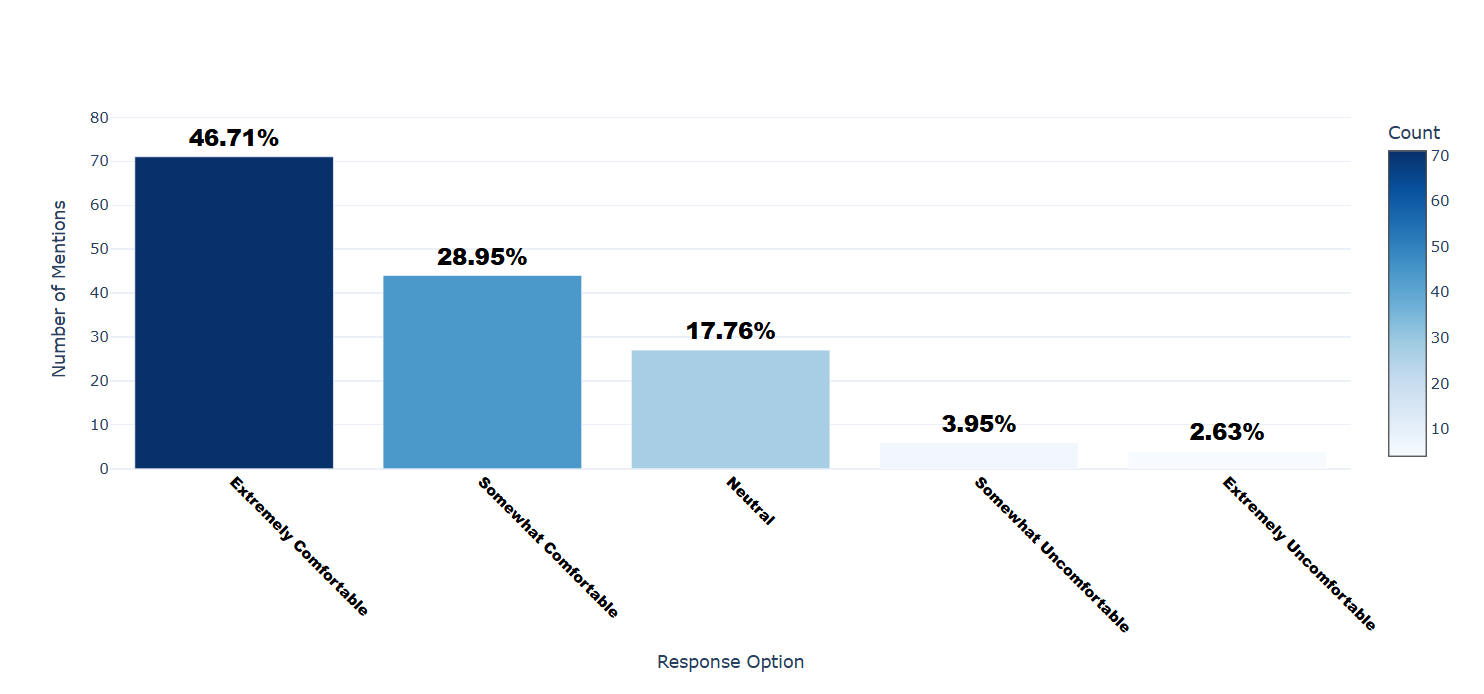 80
70
60
50
40
30
20
10
0
Number of Mentions
46.71%
28.95%
17.76%
3.95%
2.63%
Extremely Comfortable
Somewhat Comfortable
Neutral
Somewhat Uncomfortable
Extremely Uncomfortable
Response Option
Count
70
60
50
40
30
20
10